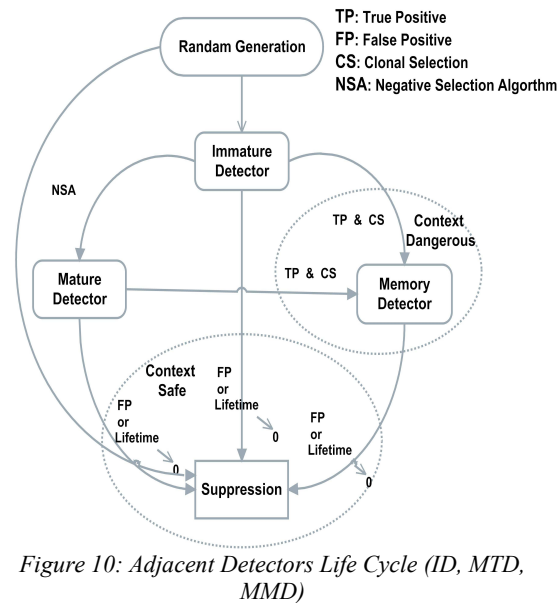 TP: True Positive
FP: False Positive
CS: Clonal Selection
NSA: Negative Selection Algorthm
Randam Generation
Immature
Detector
NSA
TP & CS
Context
Dangerous
Mature
Detector
TP & CS
Memory
Detector
Context
Safe
FP
or
Lifetime
0
FP
or
Lifetime
0
FP
or
Lifetime
0
Suppression
Figure 10: Adjacent Detectors Life Cycle (ID, MTD,
MMD)